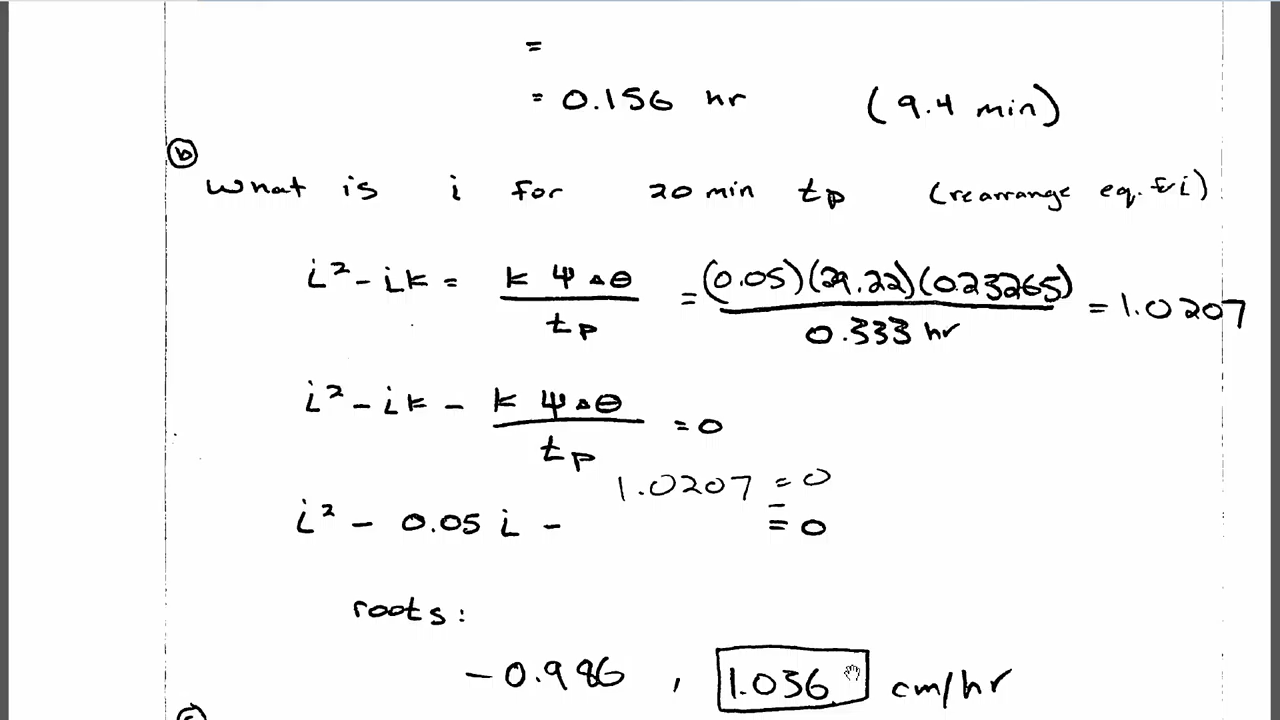 =
= 0.156 hr (9.4 min)
(b)
What is i for 20 min tp (rearrange eq. for i)
i² - ik = k ψ Δθ / tp = (0.05)(29.22)(0.23265) / 0.333 hr = 1.0207
i² - ik - k ψ Δθ / tp = 0
1.0207 = 0
i² - 0.05 i - = 0
roots:
-0.986 , 1.036 cm/hr